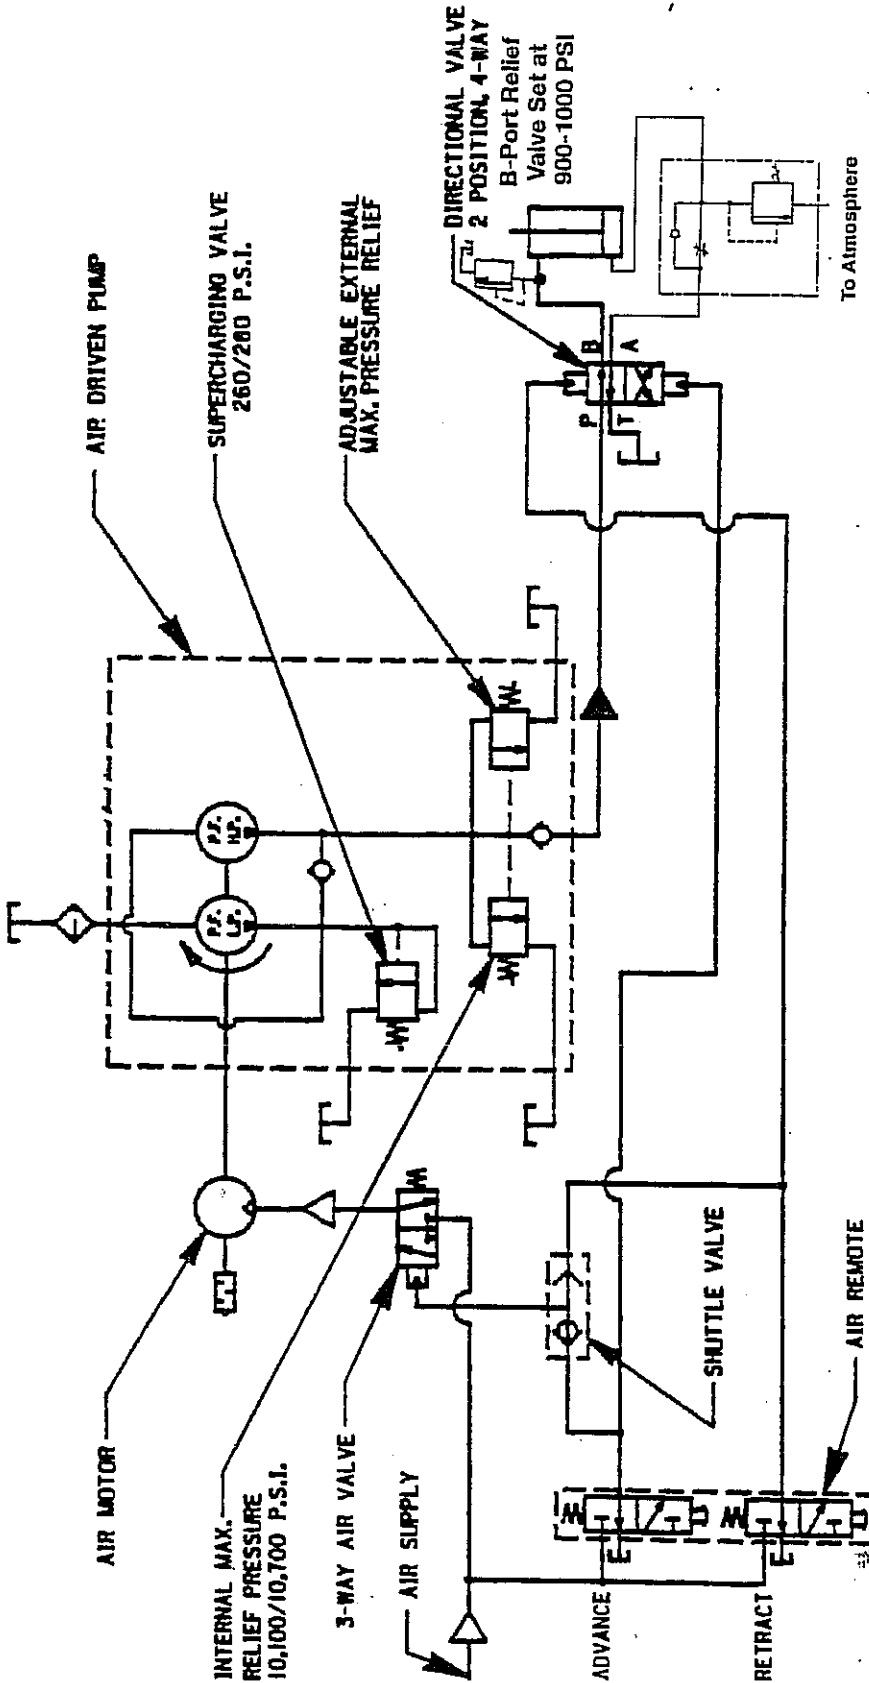 AIR MOTOR
INTERNAL MAX.
RELIEF PRESSURE
10,100/10,700 P.S.I.
3-WAY AIR VALVE
AIR SUPPLY
ADVANCE
RETRACT
SHUTTLE VALVE
AIR REMOTE
AIR DRIVEN PUMP
SUPERCHARGING VALVE
260/280 P.S.I.
ADJUSTABLE EXTERNAL
MAX. PRESSURE RELIEF
P.F.
L.P.
P.F.
H.P.
DIRECTIONAL VALVE
2 POSITION, 4-WAY
B-Port Relief
Valve Set at
900-1000 PSI
P
B
T
A
To Atmosphere